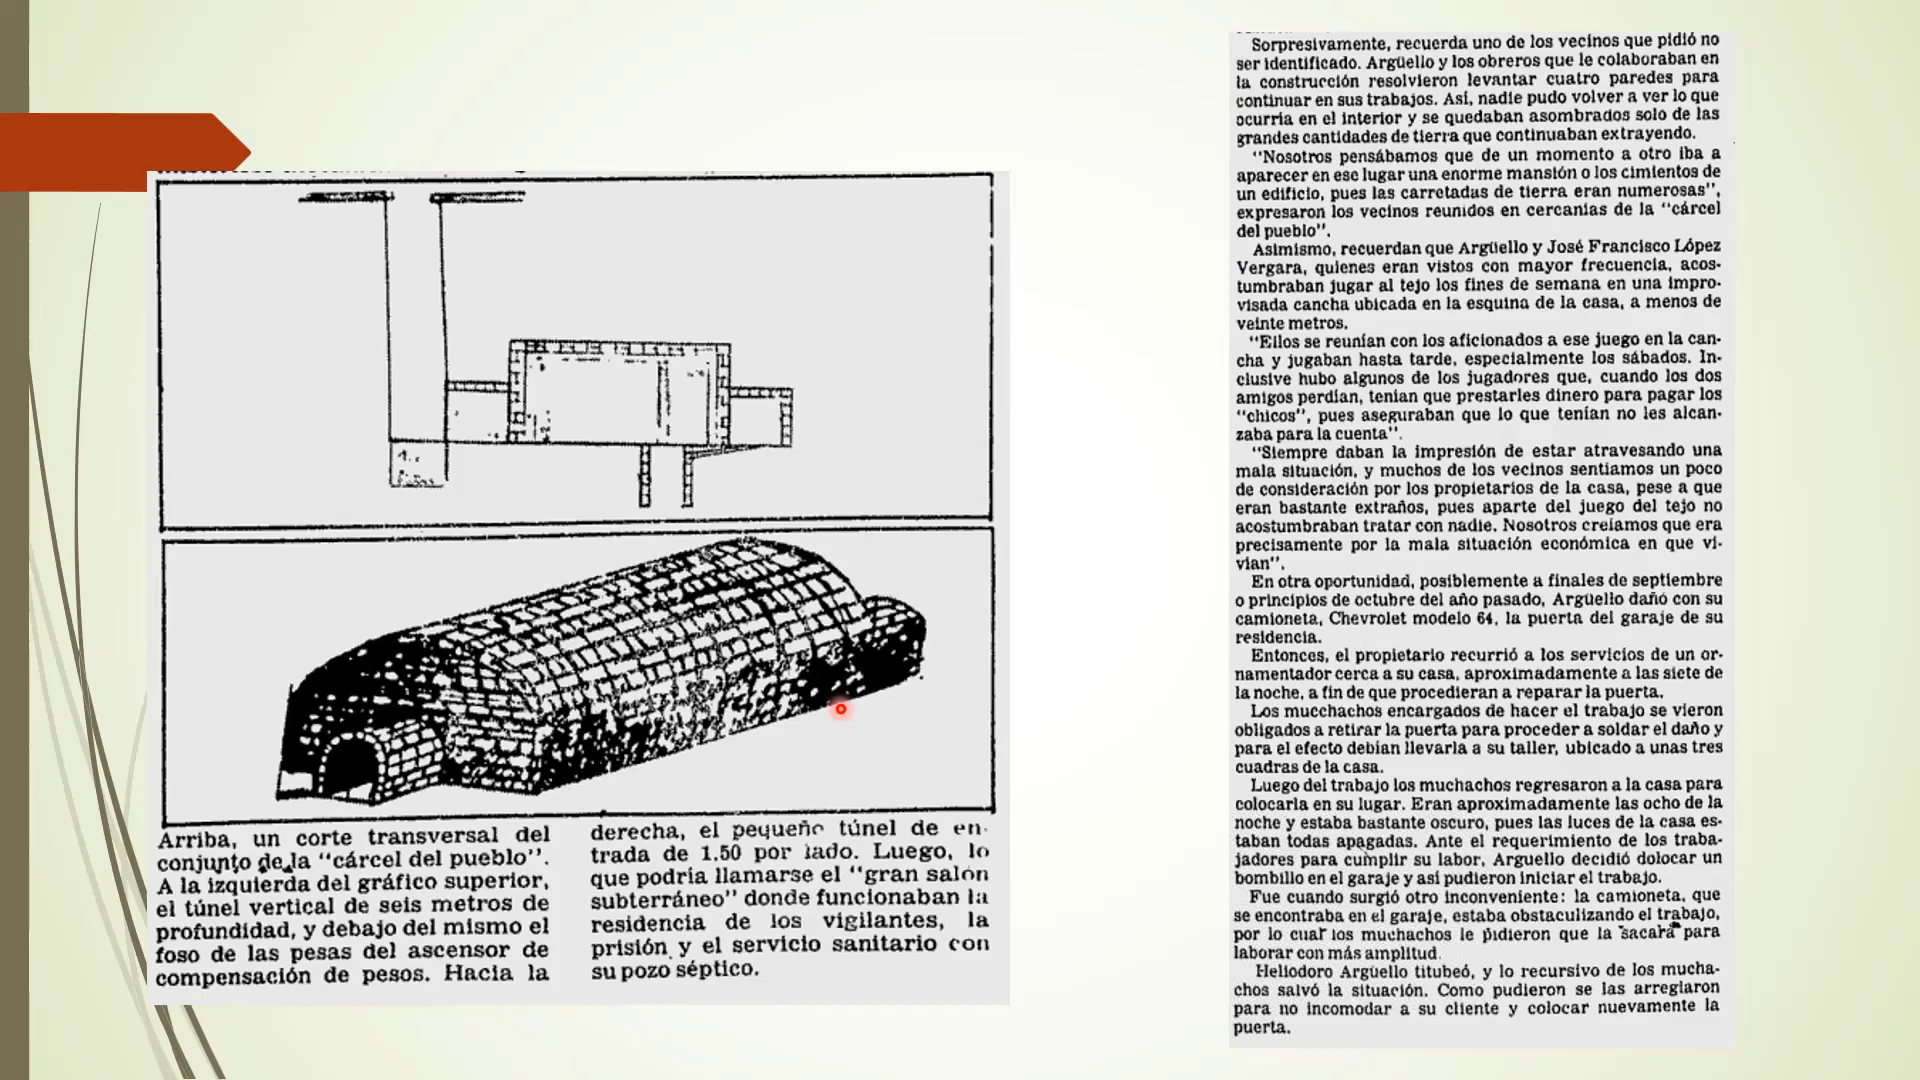 Arriba, un corte transversal del
conjunto de la "cárcel del pueblo".
A la izquierda del gráfico superior,
el túnel vertical de seis metros de
profundidad, y debajo del mismo el
foso de las pesas del ascensor de
compensación de pesos. Hacia la
derecha, el pequeño túnel de en-
trada de 1.50 por lado. Luego, lo
que podría llamarse el "gran salón
subterráneo" donde funcionaban la
residencia de los vigilantes, la
prisión y el servicio sanitario con
su pozo séptico.
Sorpresivamente, recuerda uno de los vecinos que pidió no
ser identificado. Argüello y los obreros que le colaboraban en
la construcción resolvieron levantar cuatro paredes para
continuar en sus trabajos. Así, nadie pudo volver a ver lo que
ocurría en el interior y se quedaban asombrados solo de las
grandes cantidades de tierra que continuaban extrayendo.
"Nosotros pensábamos que de un momento a otro iba a
aparecer en ese lugar una enorme mansión o los cimientos de
un edificio, pues las carretadas de tierra eran numerosas",
expresaron los vecinos reunidos en cercanías de la "cárcel
del pueblo".
Asimismo, recuerdan que Argüello y José Francisco López
Vergara, quienes eran vistos con mayor frecuencia, acos-
tumbraban jugar al tejo los fines de semana en una impro-
visada cancha ubicada en la esquina de la casa, a menos de
veinte metros.
"Ellos se reunían con los aficionados a ese juego en la can-
cha y jugaban hasta tarde, especialmente los sábados. In-
clusive hubo algunos de los jugadores que, cuando los dos
amigos perdían, tenían que prestarles dinero para pagar los
"chicos", pues aseguraban que lo que tenían no les alcan-
zaba para la cuenta".
"Siempre daban la impresión de estar atravesando una
mala situación, y muchos de los vecinos sentíamos un poco
de consideración por los propietarios de la casa, pese a que
eran bastante extraños, pues aparte del juego del tejo no
acostumbraban tratar con nadie. Nosotros creíamos que era
precisamente por la mala situación económica en que vi-
vían".
En otra oportunidad, posiblemente a finales de septiembre
o principios de octubre del año pasado, Argüello dañó con su
camioneta, Chevrolet modelo 64, la puerta del garaje de su
residencia.
Entonces, el propietario recurrió a los servicios de un or-
namentador cerca a su casa, aproximadamente a las siete de
la noche, a fin de que procedieran a reparar la puerta.
Los mucchachos encargados de hacer el trabajo se vieron
obligados a retirar la puerta para proceder a soldar el daño y
para el efecto debían llevarla a su taller, ubicado a unas tres
cuadras de la casa.
Luego del trabajo los muchachos regresaron a la casa para
colocarla en su lugar. Eran aproximadamente las ocho de la
noche y estaba bastante oscuro, pues las luces de la casa es-
taban todas apagadas. Ante el requerimiento de los traba-
jadores para cumplir su labor, Arguello decidió dolocar un
bombillo en el garaje y así pudieron iniciar el trabajo.
Fue cuando surgió otro inconveniente: la camioneta, que
se encontraba en el garaje, estaba obstaculizando el trabajo,
por lo cual los muchachos le pidieron que la sacara para
laborar con más amplitud.
Heliodoro Argüello titubeó, y lo recursivo de los mucha-
chos salvó la situación. Como pudieron se las arreglaron
para no incomodar a su cliente y colocar nuevamente la
puerta.